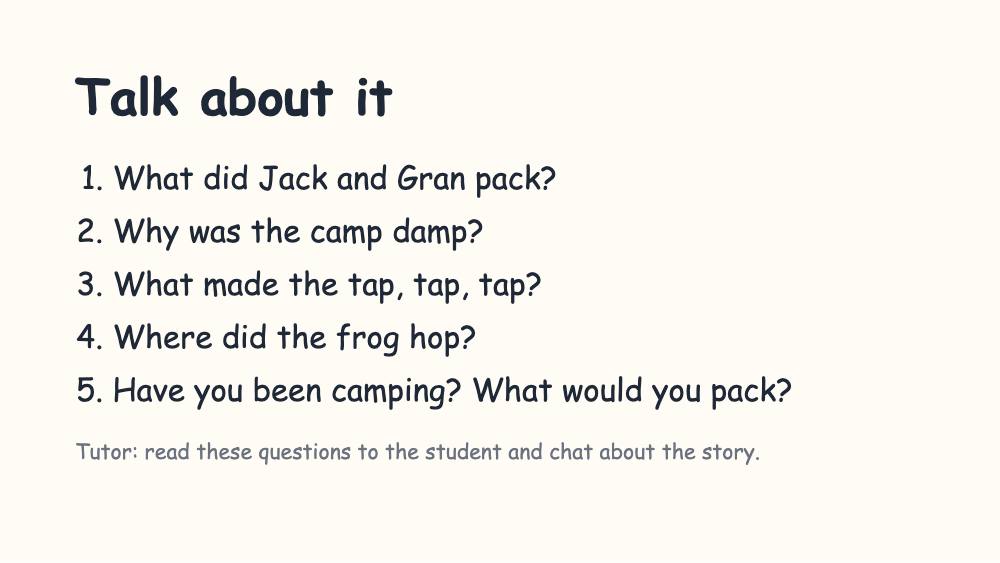 Talk about it
1. What did Jack and Gran pack?
2. Why was the camp damp?
3. What made the tap, tap, tap?
4. Where did the frog hop?
5. Have you been camping? What would you pack?
Tutor: read these questions to the student and chat about the story.